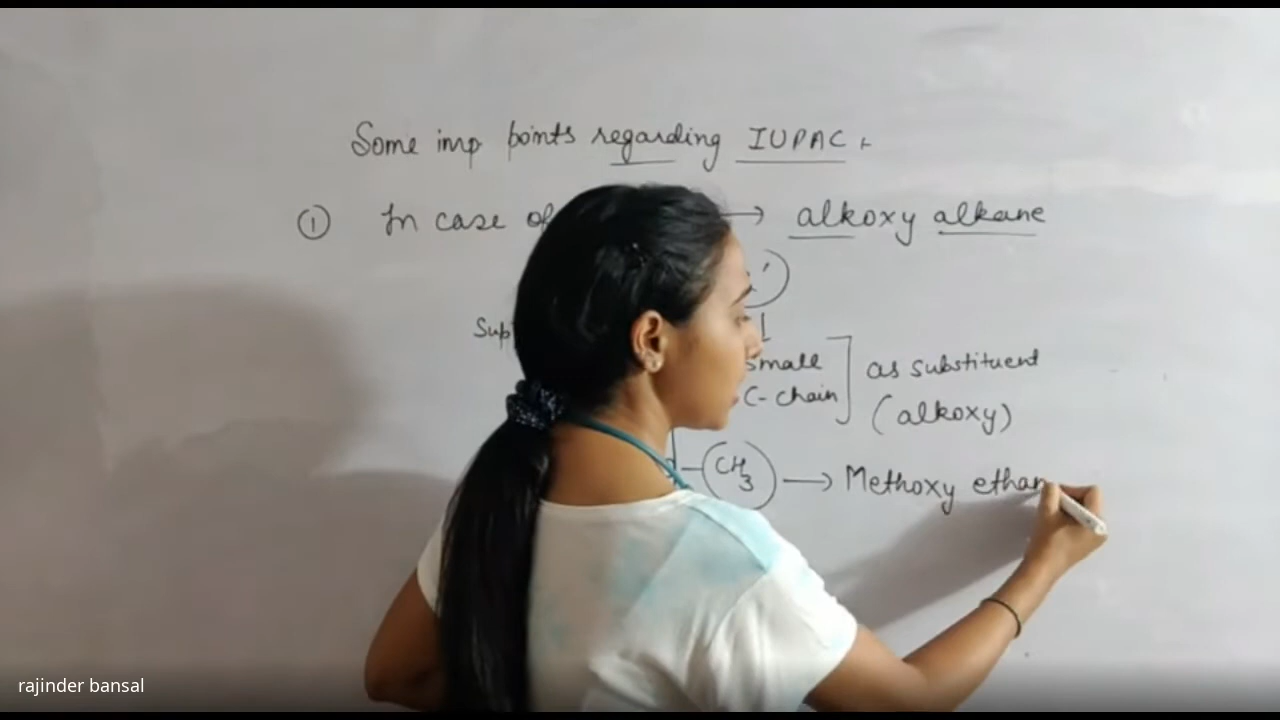 Some imp points regarding IUPAC :
① In case of → alkoxy alkane
'
small as substituent
C- chain (alkoxy)
CH3 → Methoxy ethan
rajinder bansal